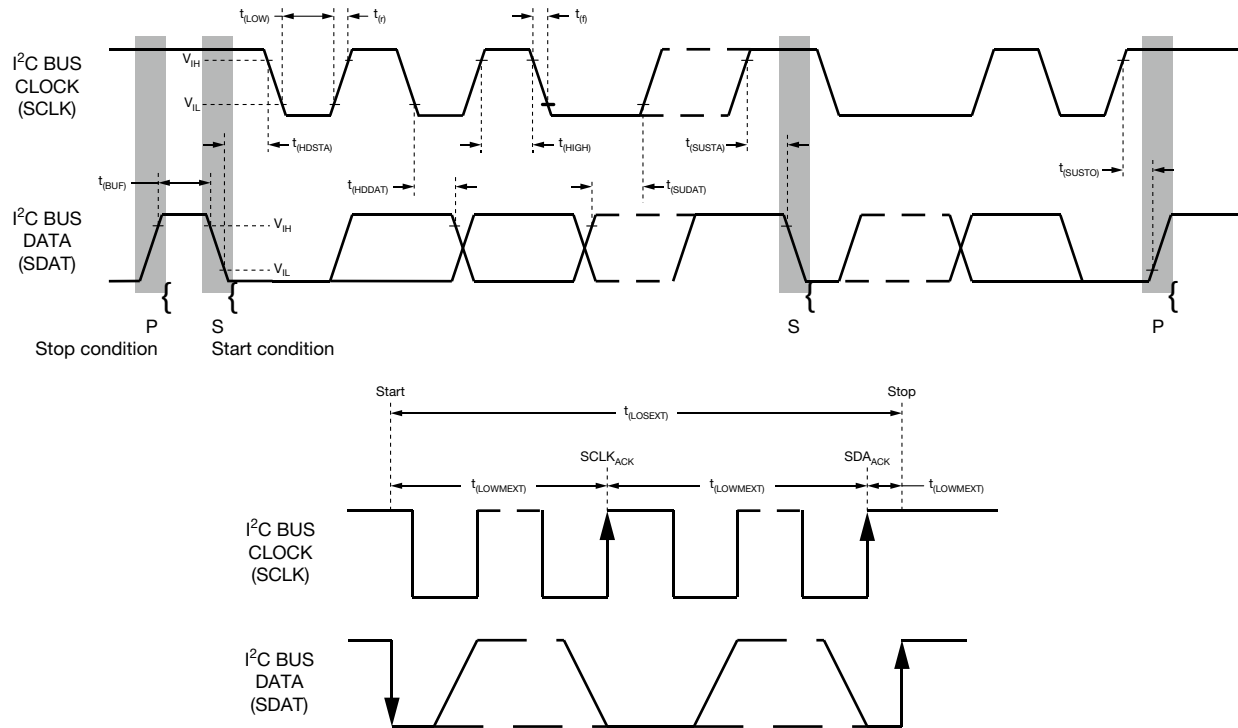 t(LOW) t(r) t(f)
I2C BUS
CLOCK
(SCLK)
VIH
VIL
t(HDSTA) t(HIGH) t(SUSTA)
t(BUF) t(HDDAT) t(SUDAT) t(SUSTO)
I2C BUS
DATA
(SDAT)
VIH
VIL
{ { { {
P S S P
Stop condition Start condition
Start Stop
t(LOSEXT)
SCLKACK SDAACK
t(LOWMEXT) t(LOWMEXT) t(LOWMEXT)
I2C BUS
CLOCK
(SCLK)
I2C BUS
DATA
(SDAT)